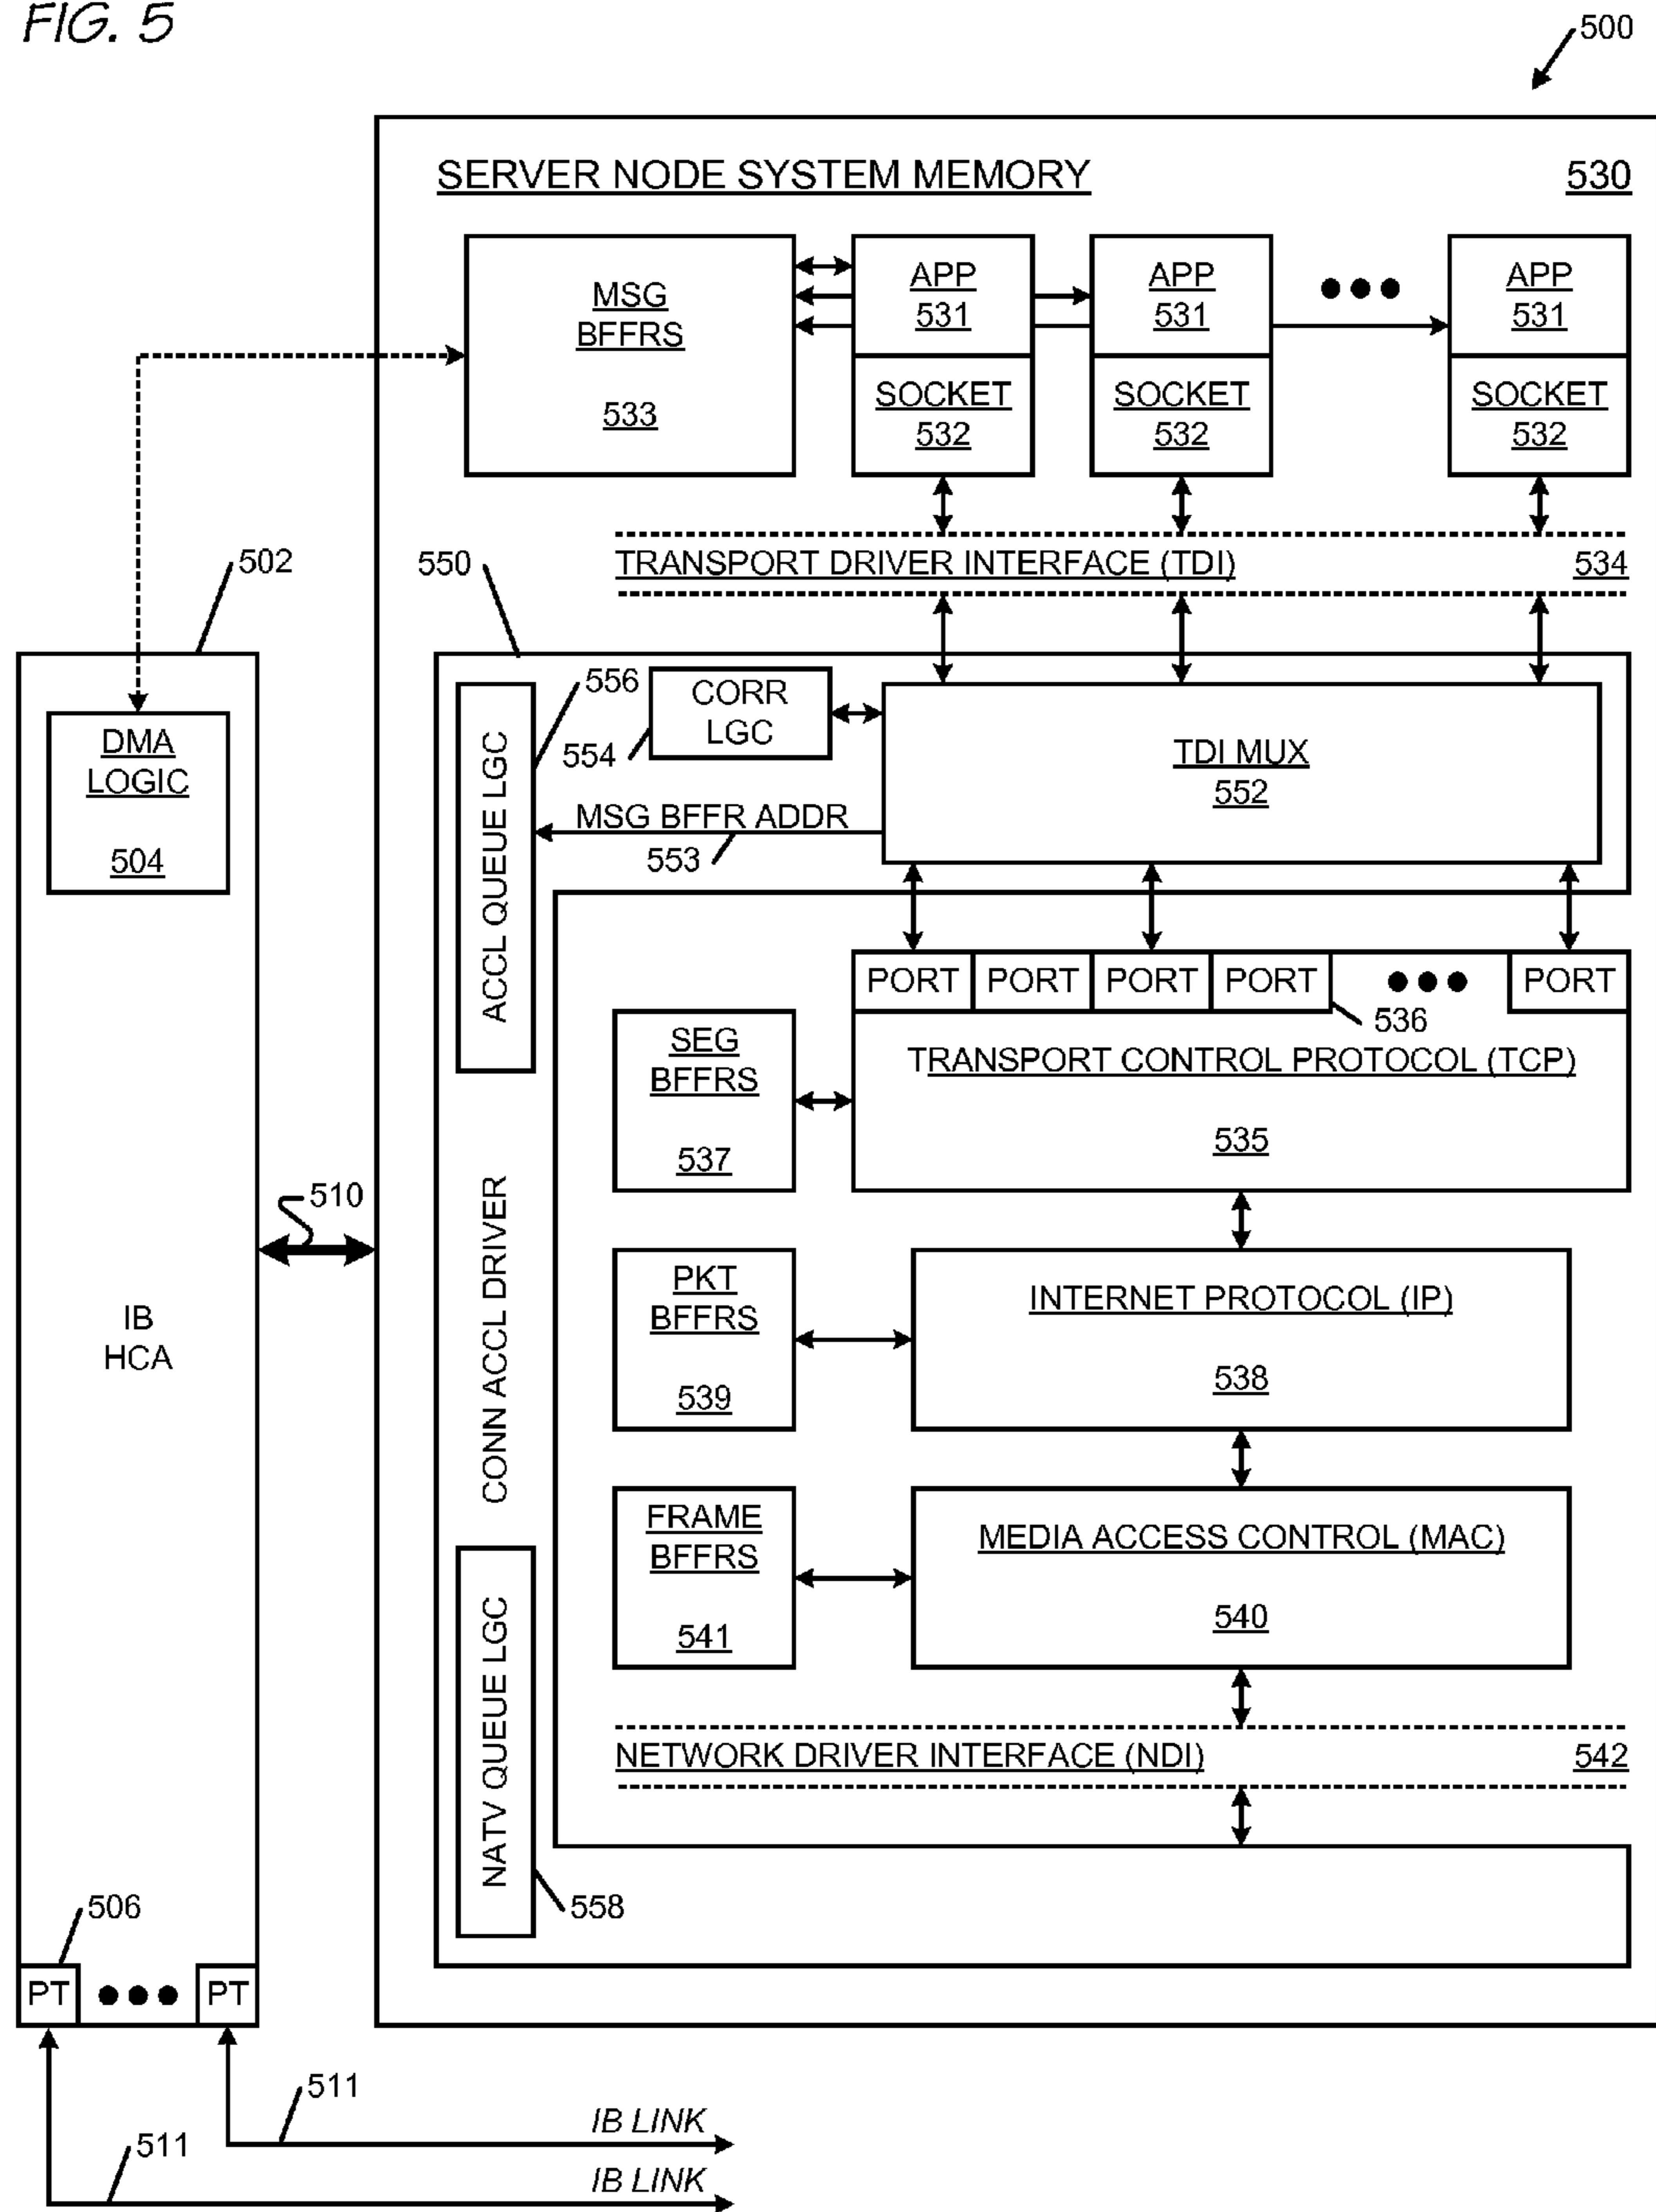 FIG. 5
500
SERVER NODE SYSTEM MEMORY 530
MSG
BFFRS
533
APP
531
SOCKET
532
APP
531
SOCKET
532
APP
531
SOCKET
532
TRANSPORT DRIVER INTERFACE (TDI) 534
502
550
DMA
LOGIC
504
IB
HCA
506
PT
PT
510
511
IB LINK
511
IB LINK
ACCL QUEUE LGC
556
CORR
LGC
554
TDI MUX
552
MSG BFFR ADDR
553
CONN ACCL DRIVER
NATV QUEUE LGC
558
PORT PORT PORT PORT PORT
536
TRANSPORT CONTROL PROTOCOL (TCP)
535
SEG
BFFRS
537
PKT
BFFRS
539
INTERNET PROTOCOL (IP)
538
FRAME
BFFRS
541
MEDIA ACCESS CONTROL (MAC)
540
NETWORK DRIVER INTERFACE (NDI) 542